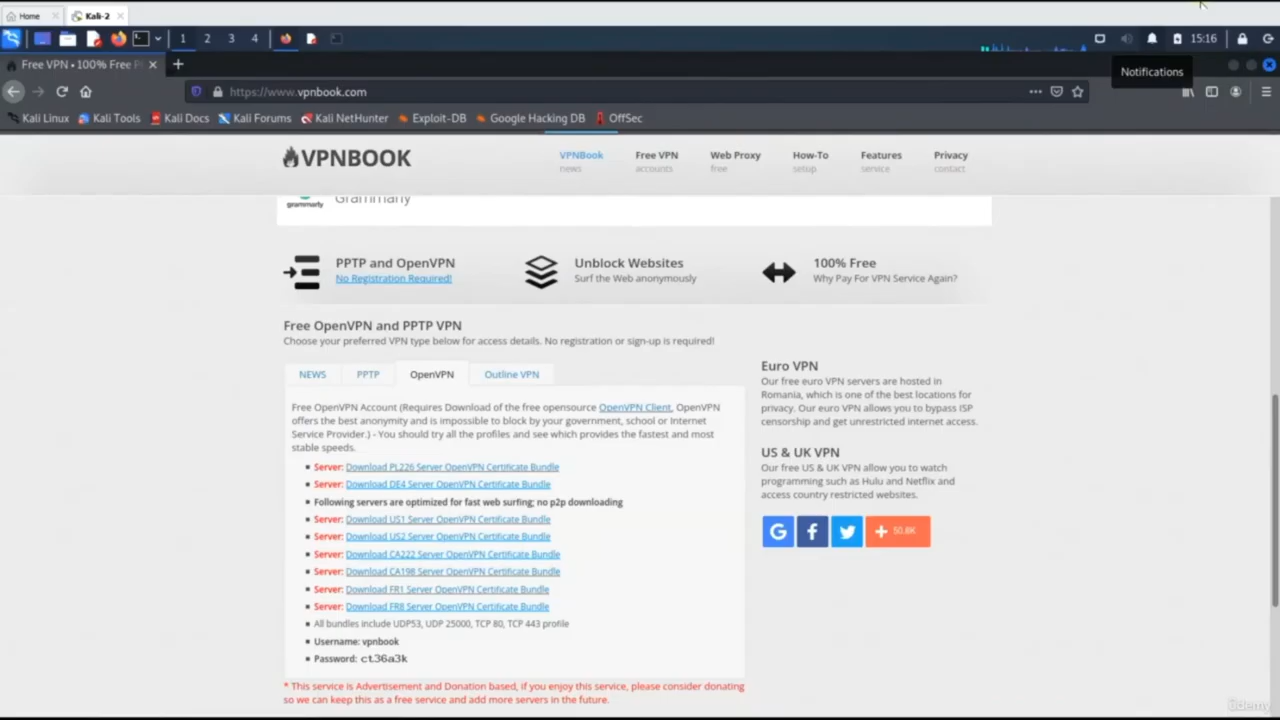 Home
Kali-2
1 2 3 4
15:16
Free VPN • 100% Free
Notifications
https://www.vpnbook.com
Kali Linux Kali Tools Kali Docs Kali Forums Kali NetHunter Exploit-DB Google Hacking DB OffSec
VPNBOOK
VPNBook Free VPN Web Proxy How-To Features Privacy
news accounts free setup service contact
grammarly Grammarly
PPTP and OpenVPN Unblock Websites 100% Free
No Registration Required! Surf the Web anonymously Why Pay For VPN Service Again?
Free OpenVPN and PPTP VPN
Choose your preferred VPN type below for access details. No registration or sign-up is required!
NEWS PPTP OpenVPN Outline VPN
Free OpenVPN Account (Requires Download of the free opensource OpenVPN Client, OpenVPN
offers the best anonymity and is impossible to block by your government, school or Internet
Service Provider.) - You should try all the profiles and see which provides the fastest and most
stable speeds.
Server: Download PL226 Server OpenVPN Certificate Bundle
Server: Download DE4 Server OpenVPN Certificate Bundle
Following servers are optimized for fast web surfing; no p2p downloading
Server: Download US1 Server OpenVPN Certificate Bundle
Server: Download US2 Server OpenVPN Certificate Bundle
Server: Download CA222 Server OpenVPN Certificate Bundle
Server: Download CA198 Server OpenVPN Certificate Bundle
Server: Download FR1 Server OpenVPN Certificate Bundle
Server: Download FR8 Server OpenVPN Certificate Bundle
All bundles include UDP53, UDP 25000, TCP 80, TCP 443 profile
Username: vpnbook
Password: ct36a3k
* This service is Advertisement and Donation based, if you enjoy this service, please consider donating
so we can keep this as a free service and add more servers in the future.
Euro VPN
Our free euro VPN servers are hosted in
Romania, which is one of the best locations for
privacy. Our euro VPN allows you to bypass ISP
censorship and get unrestricted internet access.
US & UK VPN
Our free US & UK VPN allow you to watch
programming such as Hulu and Netflix and
access country restricted websites.
50.8K
Udemy